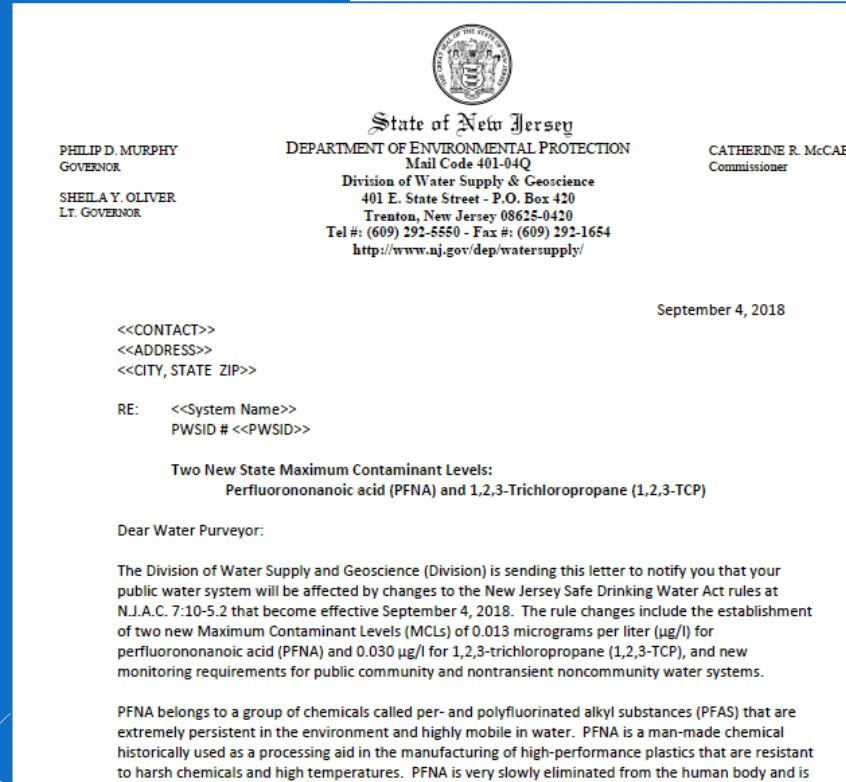 State of New Jersey
PHILIP D. MURPHY
GOVERNOR
SHEILA Y. OLIVER
LT. GOVERNOR
DEPARTMENT OF ENVIRONMENTAL PROTECTION
Mail Code 401-04Q
Division of Water Supply & Geoscience
401 E. State Street - P.O. Box 420
Trenton, New Jersey 08625-0420
Tel #: (609) 292-5550 - Fax #: (609) 292-1654
http://www.nj.gov/dep/watersupply/
CATHERINE R. McCAB
Commissioner
September 4, 2018
<<CONTACT>>
<<ADDRESS>>
<<CITY, STATE ZIP>>
RE: <<System Name>>
PWSID # <<PWSID>>
Two New State Maximum Contaminant Levels:
Perfluorononanoic acid (PFNA) and 1,2,3-Trichloropropane (1,2,3-TCP)
Dear Water Purveyor:
The Division of Water Supply and Geoscience (Division) is sending this letter to notify you that your
public water system will be affected by changes to the New Jersey Safe Drinking Water Act rules at
N.J.A.C. 7:10-5.2 that become effective September 4, 2018. The rule changes include the establishment
of two new Maximum Contaminant Levels (MCLs) of 0.013 micrograms per liter (µg/l) for
perfluorononanoic acid (PFNA) and 0.030 µg/l for 1,2,3-trichloropropane (1,2,3-TCP), and new
monitoring requirements for public community and nontransient noncommunity water systems.
PFNA belongs to a group of chemicals called per- and polyfluorinated alkyl substances (PFAS) that are
extremely persistent in the environment and highly mobile in water. PFNA is a man-made chemical
historically used as a processing aid in the manufacturing of high-performance plastics that are resistant
to harsh chemicals and high temperatures. PFNA is very slowly eliminated from the human body and is